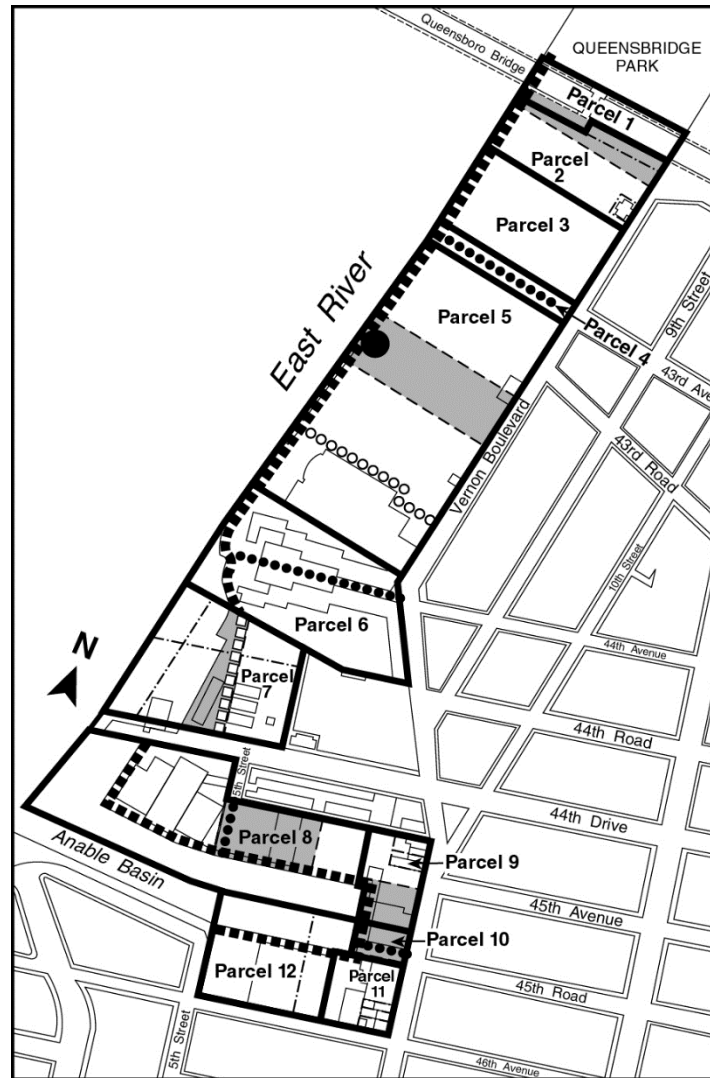 QUEENSBRIDGE
PARK
Queensboro Bridge
Parcel 1
Parcel
2
Parcel 3
9th Street
East River
Parcel 5
Parcel 4
43rd Ave
43rd Road
Vernon Boulevard
10th Street
Parcel 6
44th Avenue
N
Parcel
7
44th Road
5th Street
44th Drive
Parcel 8
Anable Basin
Parcel 9
45th Avenue
Parcel 10
Parcel 12
Parcel
11
45th Road
5th Street
46th Avenue